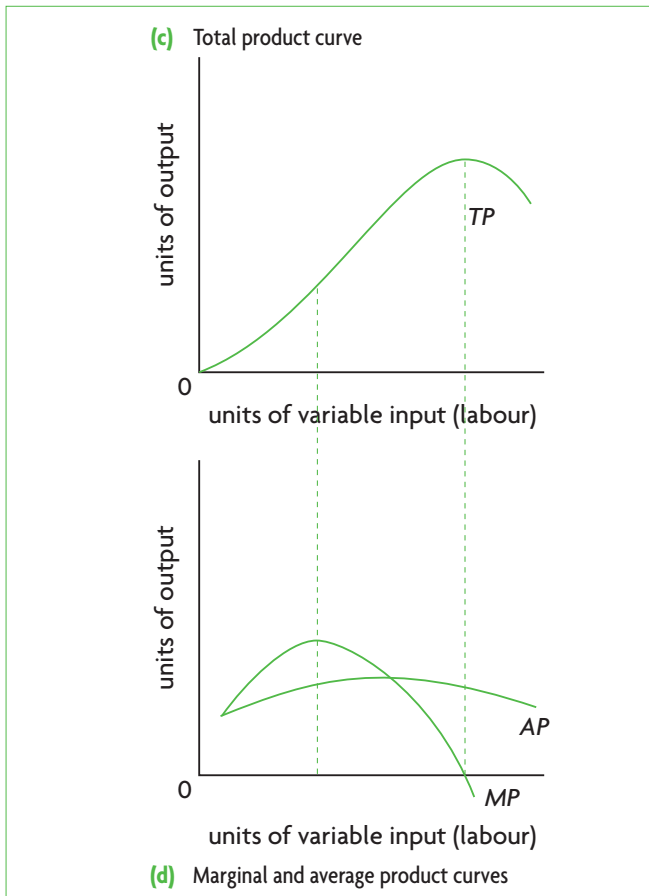 (c) Total product curve
units of output
TP
0
units of variable input (labour)
units of output
AP
0
MP
units of variable input (labour)
(d) Marginal and average product curves